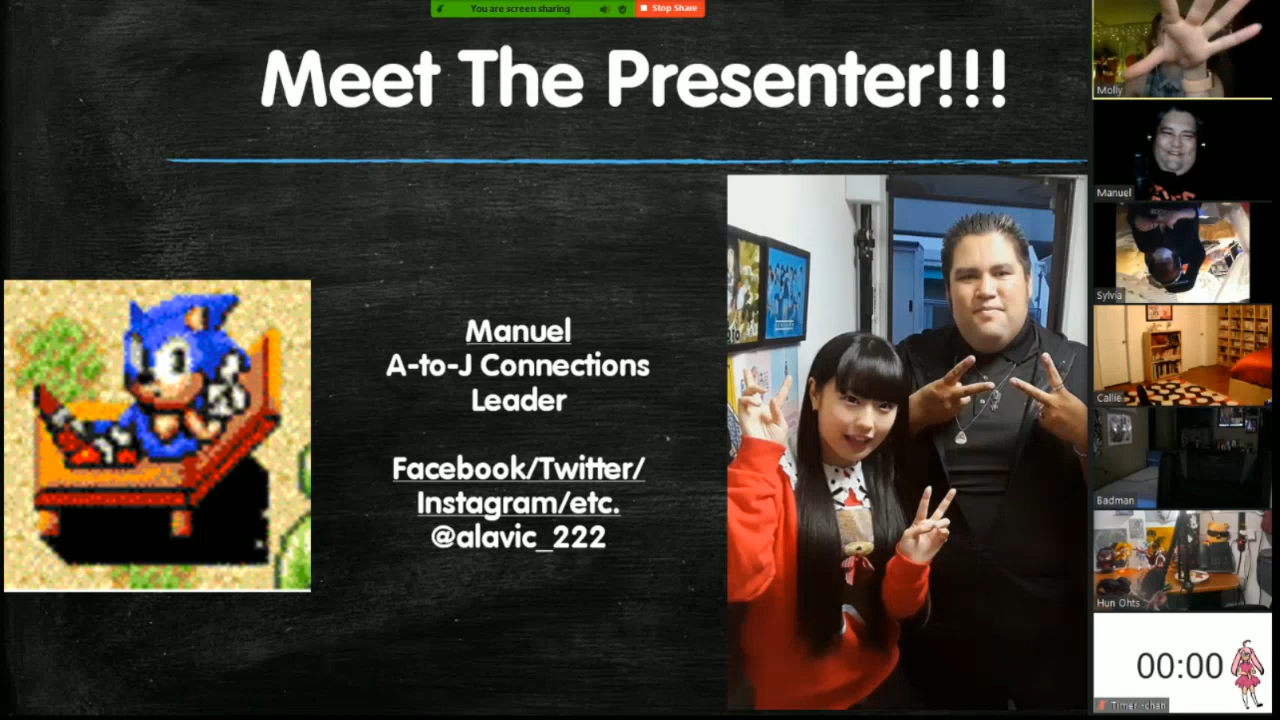 You are screen sharing
Stop Share
Meet The Presenter!!!
Manuel
A-to-J Connections
Leader
Facebook/Twitter/
Instagram/etc.
@alavic_222
Molly
Manuel
Sylvia
Callie
Badman
Hun Ohts
00:00
Timer-chan